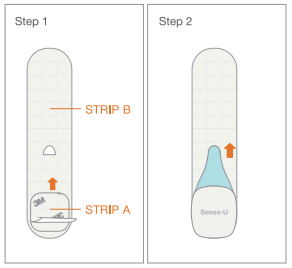 Step 1
STRIP B
3M
STRIP A
Step 2
Sense-U